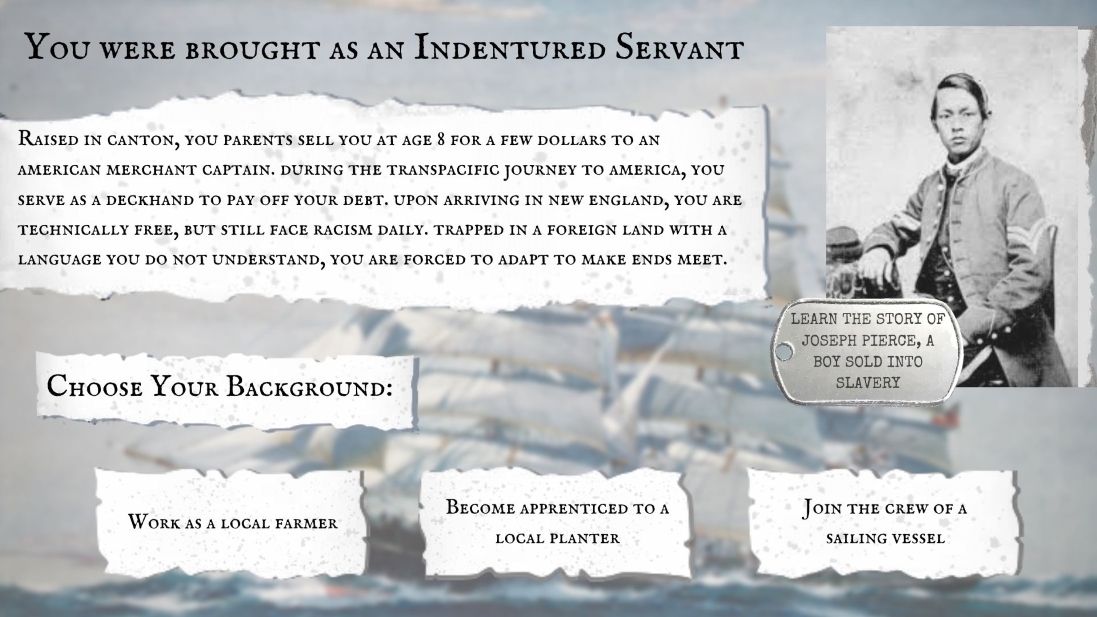 You were brought as an Indentured Servant
Raised in canton, you parents sell you at age 8 for a few dollars to an
american merchant captain. during the transpacific journey to america, you
serve as a deckhand to pay off your debt. upon arriving in new england, you are
technically free, but still face racism daily. trapped in a foreign land with a
language you do not understand, you are forced to adapt to make ends meet.
LEARN THE STORY OF
JOSEPH PIERCE, A
BOY SOLD INTO
SLAVERY
Choose Your Background:
Work as a local farmer
Become apprenticed to a
local planter
Join the crew of a
sailing vessel